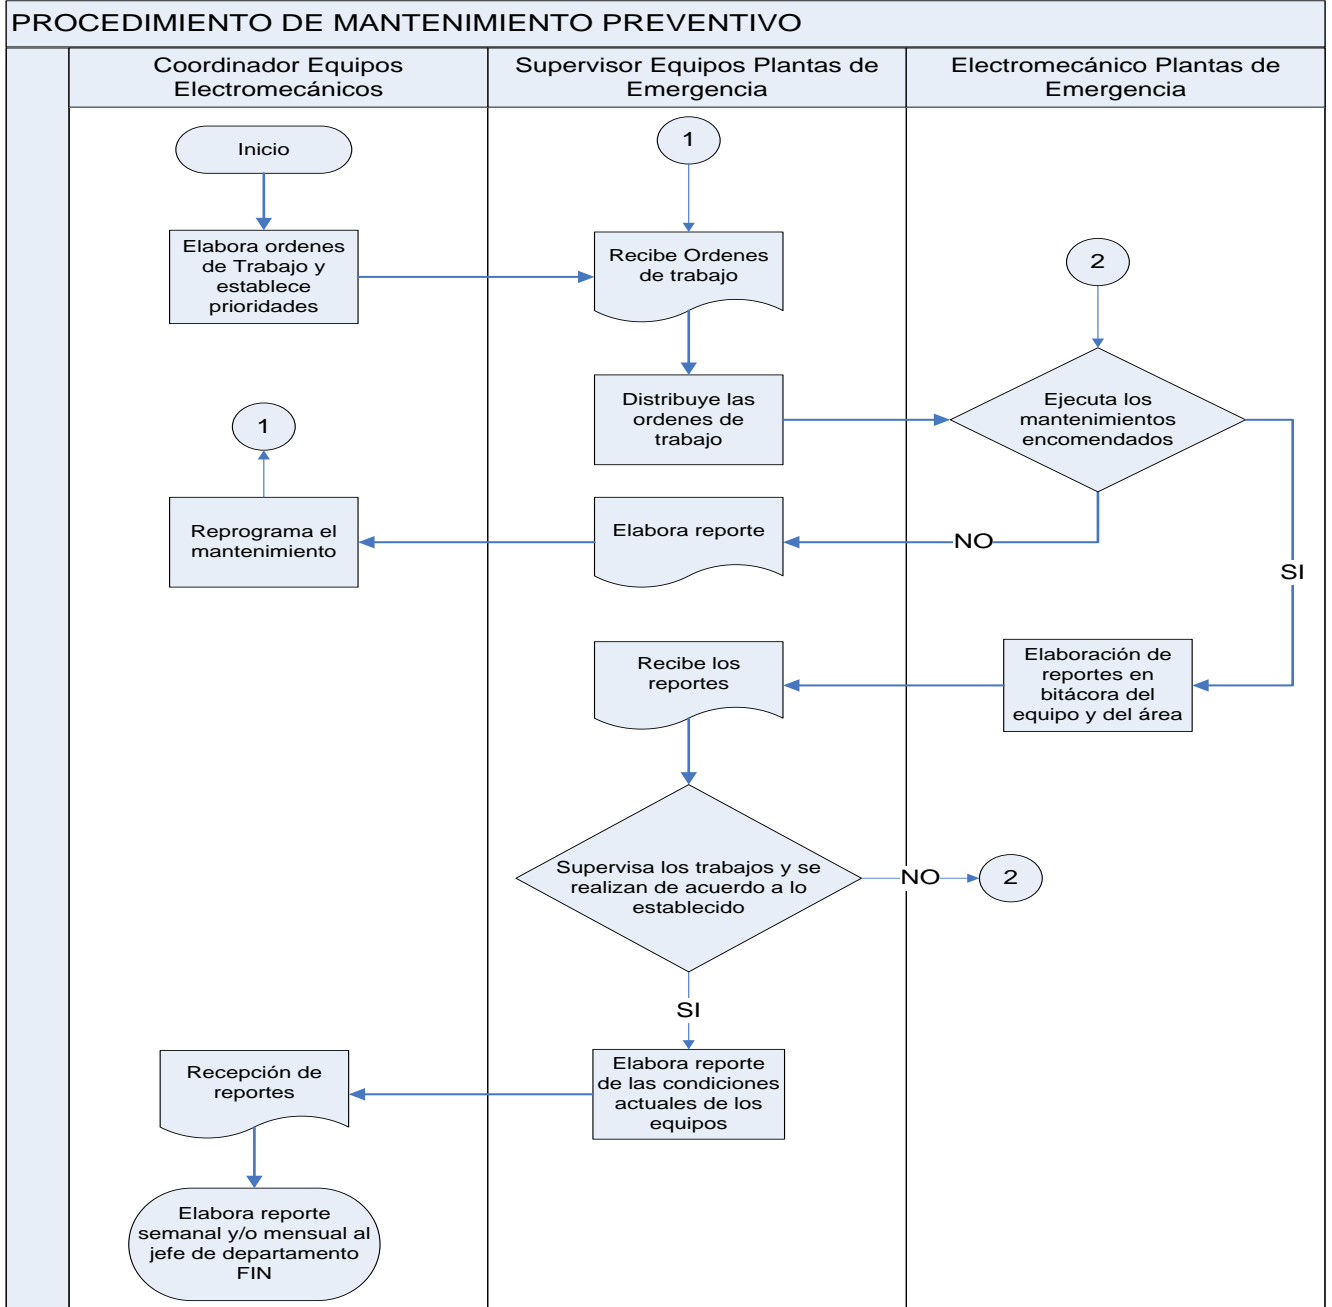 PROCEDIMIENTO DE MANTENIMIENTO PREVENTIVO
Coordinador Equipos
Electromecánicos
Supervisor Equipos Plantas de
Emergencia
Electromecánico Plantas de
Emergencia
Inicio
1
Elabora ordenes
de Trabajo y
establece
prioridades
Recibe Ordenes
de trabajo
2
Distribuye las
ordenes de
trabajo
Ejecuta los
mantenimientos
encomendados
1
Reprograma el
mantenimiento
Elabora reporte
NO
SI
Recibe los
reportes
Elaboración de
reportes en
bitácora del
equipo y del área
Supervisa los trabajos y se
realizan de acuerdo a lo
establecido
NO
2
SI
Elabora reporte
de las condiciones
actuales de los
equipos
Recepción de
reportes
Elabora reporte
semanal y/o mensual al
jefe de departamento
FIN